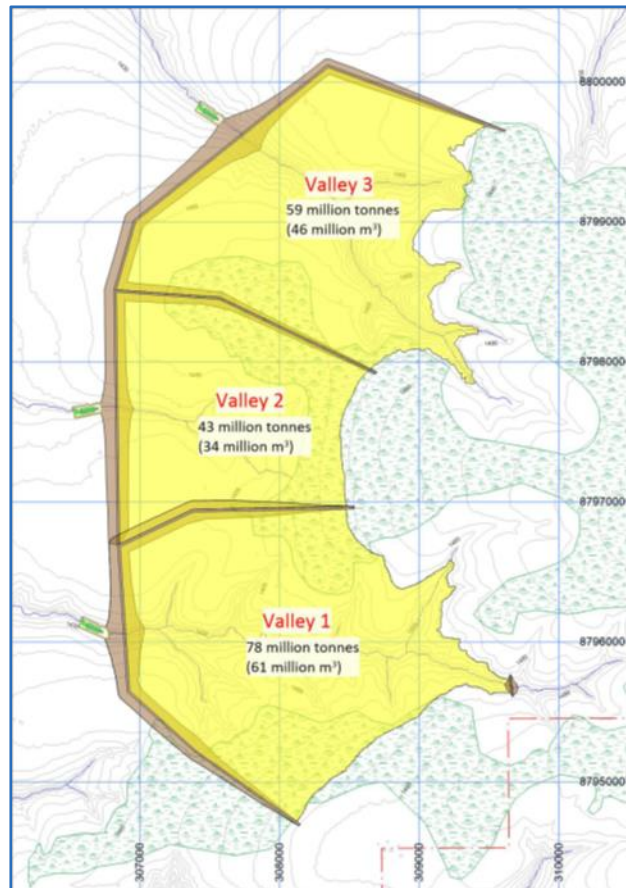 8800000
Valley 3
59 million tonnes
(46 million m³)
8799000
8798000
Valley 2
43 million tonnes
(34 million m³)
8797000
Valley 1
78 million tonnes
(61 million m³)
8796000
8795000
307000
308000
309000
310000